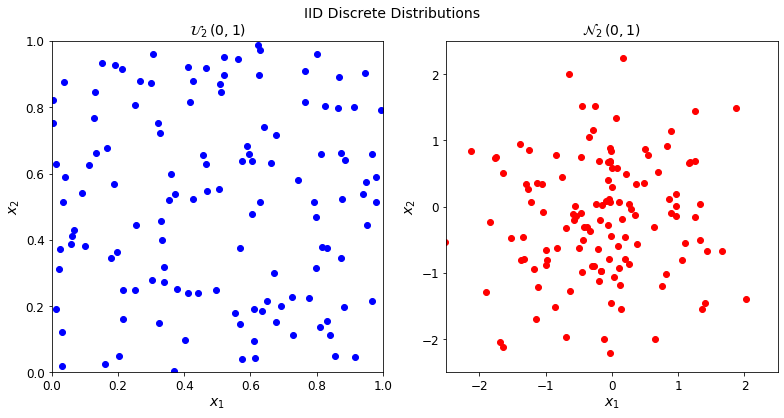 IID Discrete Distributions
𝒰₂ (0, 1)
1.0
0.8
0.6
0.4
0.2
0.0
x₂
0.0 0.2 0.4 0.6 0.8 1.0
x₁
𝒩₂ (0, 1)
2
1
0
−1
−2
x₂
−2 −1 0 1 2
x₁